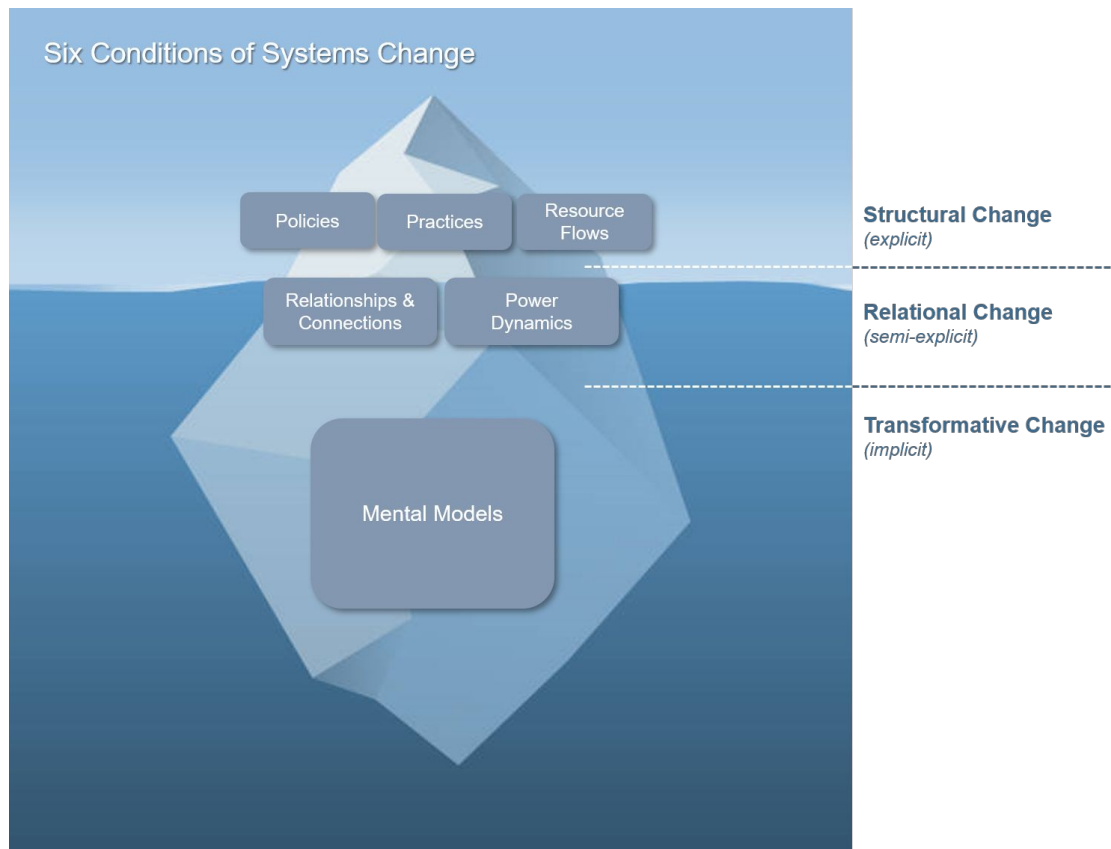 Six Conditions of Systems Change
Policies
Practices
Resource
Flows
Structural Change
(explicit)
Relationships &
Connections
Power
Dynamics
Relational Change
(semi-explicit)
Transformative Change
(implicit)
Mental Models